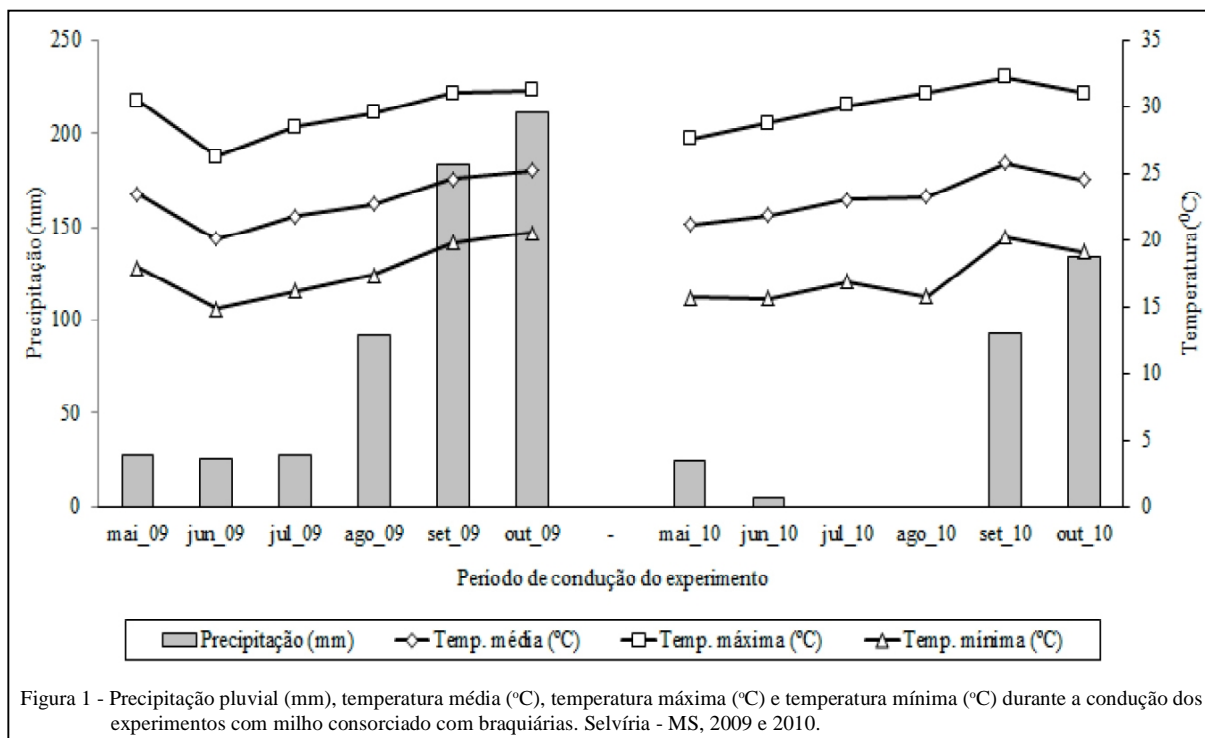 250
200
150
100
50
0
Precipitação (mm)
35
30
25
20
15
10
5
0
Temperatura (⁰C)
mai_09 jun_09 jul_09 ago_09 set_09 out_09 - mai_10 jun_10 jul_10 ago_10 set_10 out_10
Período de condução do experimento
Precipitação (mm) Temp. média (ºC) Temp. máxima (ºC) Temp. mínima (ºC)
Figura 1 - Precipitação pluvial (mm), temperatura média (ºC), temperatura máxima (ºC) e temperatura mínima (ºC) durante a condução dos
experimentos com milho consorciado com braquiárias. Selvíria - MS, 2009 e 2010.